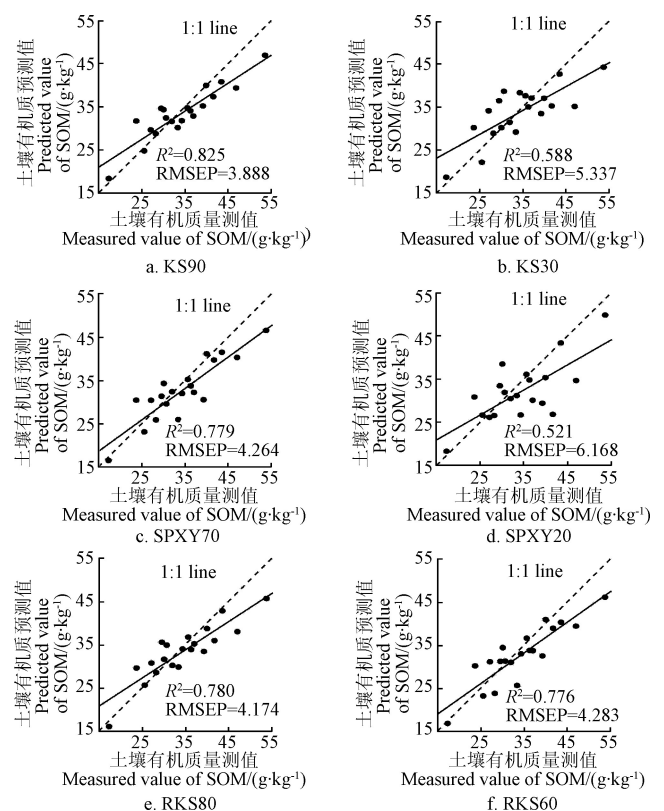 55
45
35
25
15
土壤有机质预测值
Predicted value
of SOM/(g·kg-1)
1:1 line
R2=0.825
RMSEP=3.888
25 35 45 55
土壤有机质量测值
Measured value of SOM/(g·kg-1))
a. KS90
55
45
35
25
15
土壤有机质预测值
Predicted value
of SOM/(g·kg-1)
1:1 line
R2=0.588
RMSEP=5.337
25 35 45 55
土壤有机质量测值
Measured value of SOM/(g·kg-1)
b. KS30
55
45
35
25
15
土壤有机质预测值
Predicted value
of SOM/(g·kg-1)
1:1 line
R2=0.779
RMSEP=4.264
25 35 45 55
土壤有机质量测值
Measured value of SOM/(g·kg-1)
c. SPXY70
55
45
35
25
15
土壤有机质预测值
Predicted value
of SOM/(g·kg-1)
1:1 line
R2=0.521
RMSEP=6.168
25 35 45 55
土壤有机质量测值
Measured value of SOM/(g·kg-1)
d. SPXY20
55
45
35
25
15
土壤有机质预测值
Predicted value
of SOM/(g·kg-1)
1:1 line
R2=0.780
RMSEP=4.174
25 35 45 55
土壤有机质量测值
Measured value of SOM/(g·kg-1)
e. RKS80
55
45
35
25
15
土壤有机质预测值
Predicted value
of SOM/(g·kg-1)
1:1 line
R2=0.776
RMSEP=4.283
25 35 45 55
土壤有机质量测值
Measured value of SOM/(g·kg-1)
f. RKS60